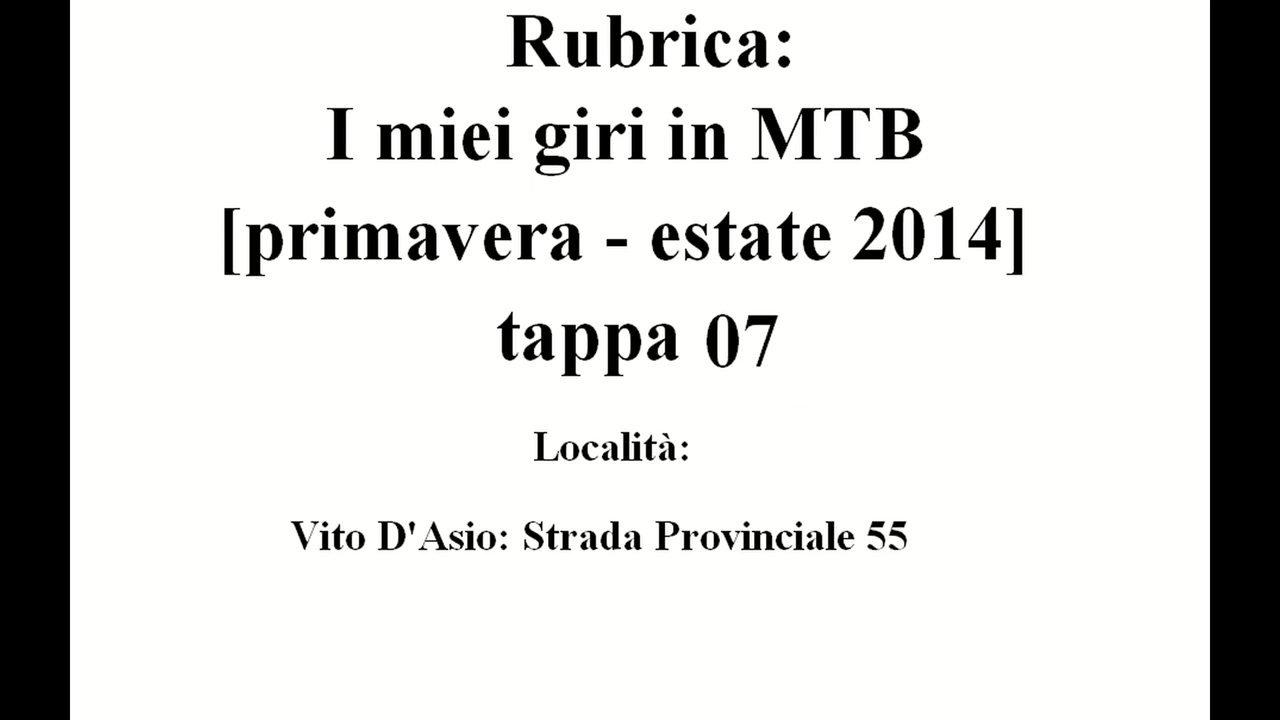 Rubrica:
I miei giri in MTB
[primavera - estate 2014]
tappa 07
Località:
Vito D'Asio: Strada Provinciale 55